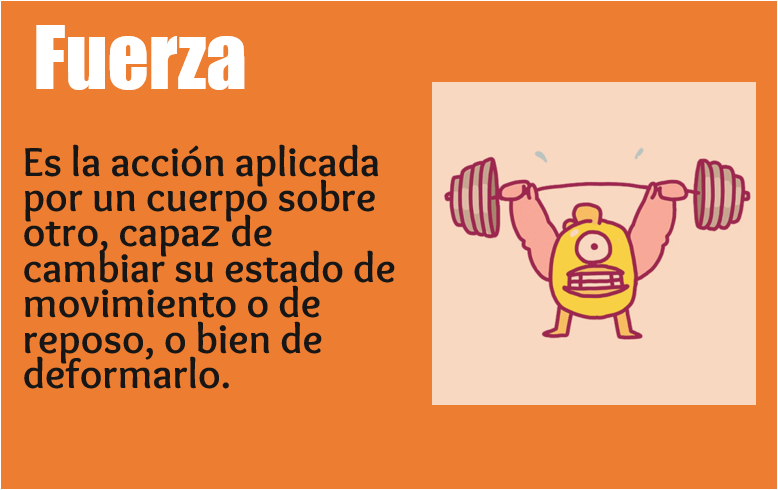 Fuerza
Es la acción aplicada
por un cuerpo sobre
otro, capaz de
cambiar su estado de
movimiento o de
reposo, o bien de
deformarlo.